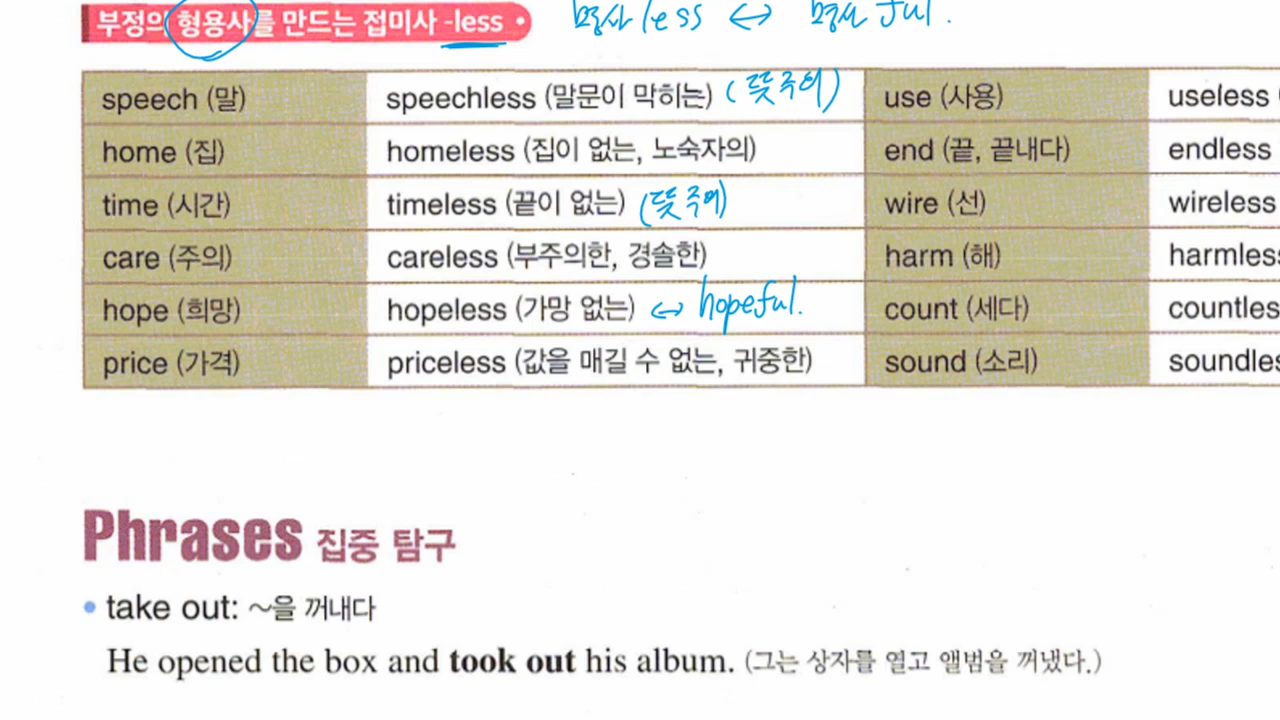 부정의 형용사를 만드는 접미사 -less • 명사 less ↔ 명사 ful.
speech (말) speechless (말문이 막히는) (뜻 주의) use (사용) useless
home (집) homeless (집이 없는, 노숙자의) end (끝, 끝내다) endless
time (시간) timeless (끝이 없는) (뜻 주의) wire (선) wireless
care (주의) careless (부주의한, 경솔한) harm (해) harmles
hope (희망) hopeless (가망 없는) ↔ hopeful. count (세다) countles
price (가격) priceless (값을 매길 수 없는, 귀중한) sound (소리) soundles
Phrases 집중 탐구
• take out: ~을 꺼내다
He opened the box and took out his album. (그는 상자를 열고 앨범을 꺼냈다.)